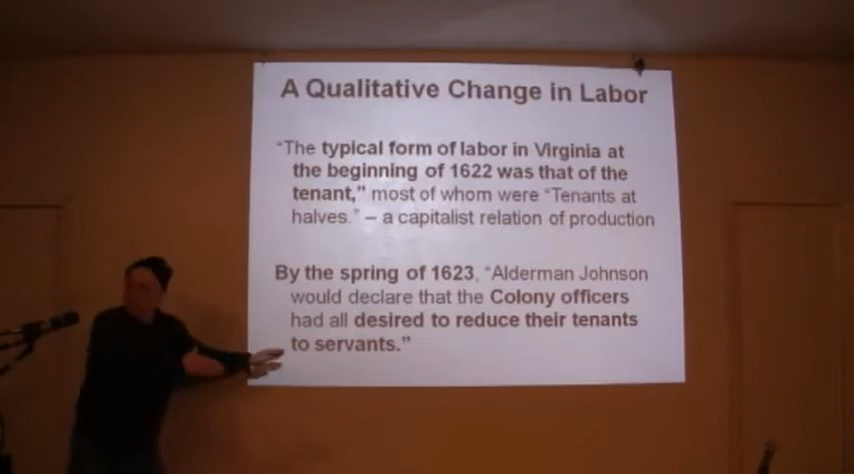 A Qualitative Change in Labor
"The typical form of labor in Virginia at
the beginning of 1622 was that of the
tenant," most of whom were "Tenants at
halves." – a capitalist relation of production
By the spring of 1623, "Alderman Johnson
would declare that the Colony officers
had all desired to reduce their tenants
to servants."